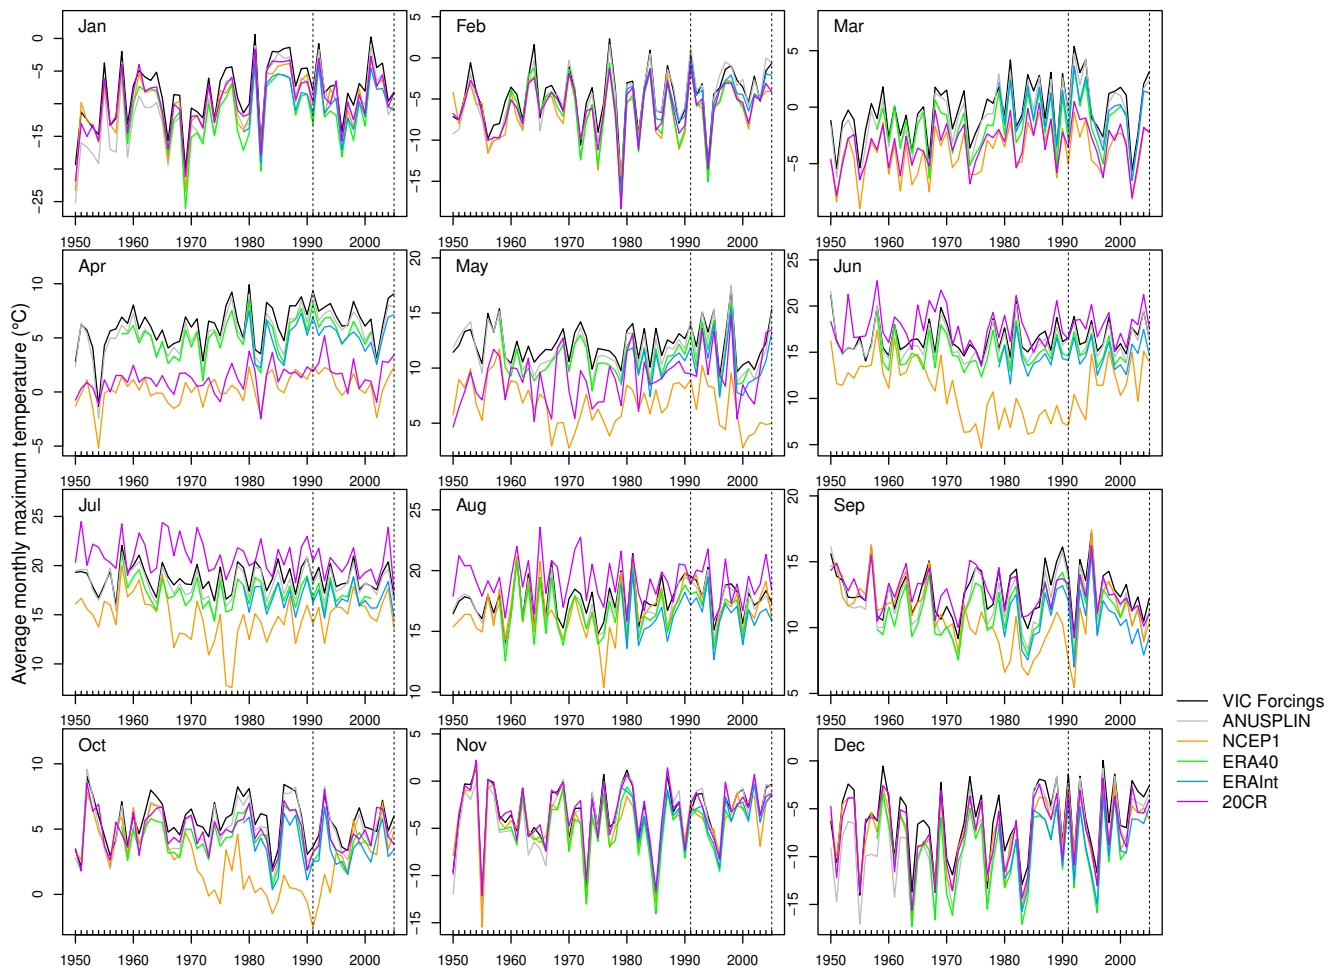 Average monthly maximum temperature (°C)
Jan
0
−5
−15
−25
1950 1960 1970 1980 1990 2000
Feb
5
0
−5
−10
−15
1950 1960 1970 1980 1990 2000
Mar
5
0
−5
1950 1960 1970 1980 1990 2000
Apr
10
5
0
−5
1950 1960 1970 1980 1990 2000
May
20
15
10
5
1950 1960 1970 1980 1990 2000
Jun
25
20
15
10
5
1950 1960 1970 1980 1990 2000
Jul
25
20
15
10
1950 1960 1970 1980 1990 2000
Aug
25
20
15
10
1950 1960 1970 1980 1990 2000
Sep
20
15
10
5
1950 1960 1970 1980 1990 2000
Oct
10
5
0
1950 1960 1970 1980 1990 2000
Nov
5
0
−5
−10
−15
1950 1960 1970 1980 1990 2000
Dec
0
−5
−10
−15
1950 1960 1970 1980 1990 2000
VIC Forcings
ANUSPLIN
NCEP1
ERA40
ERAInt
20CR